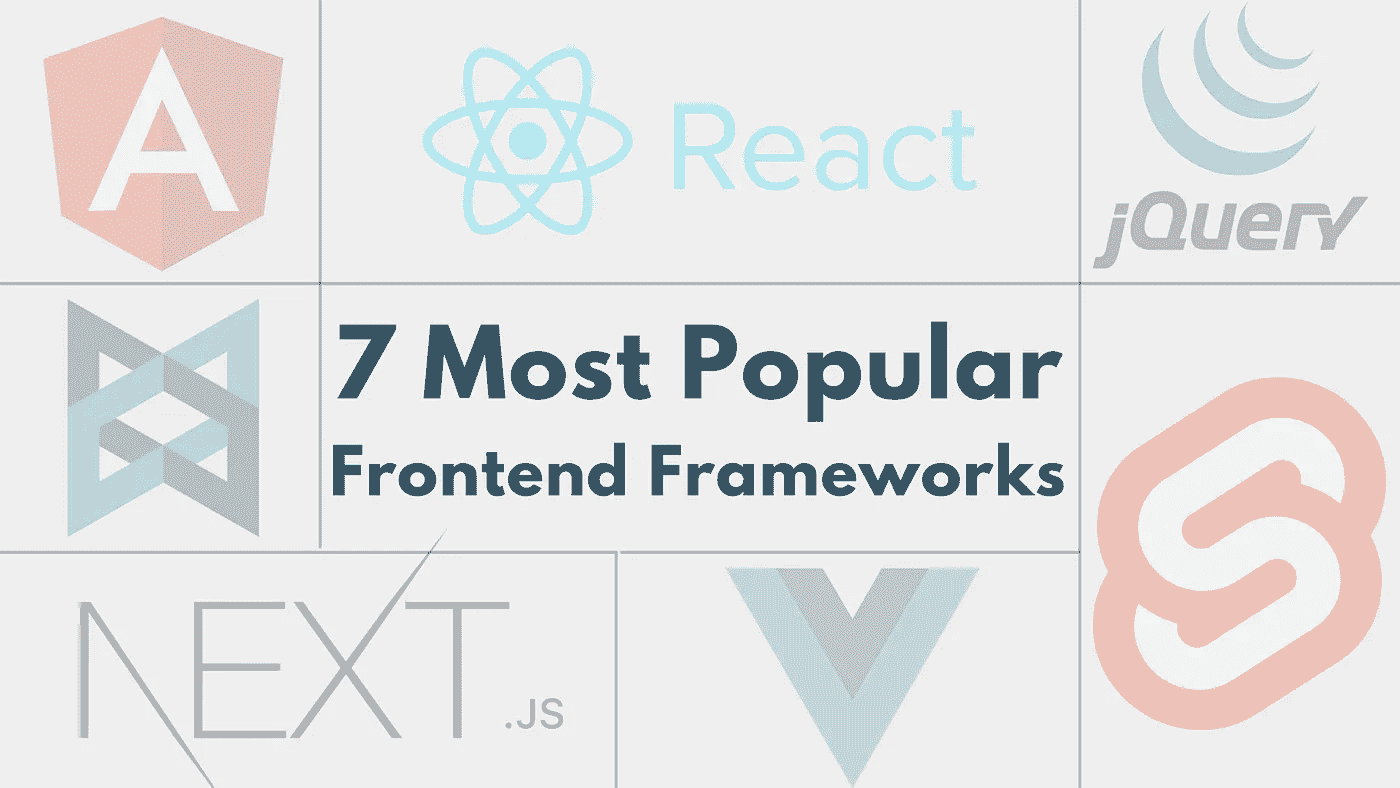 A
React
jQuery
7 Most Popular
Frontend Frameworks
NEXT
.JS